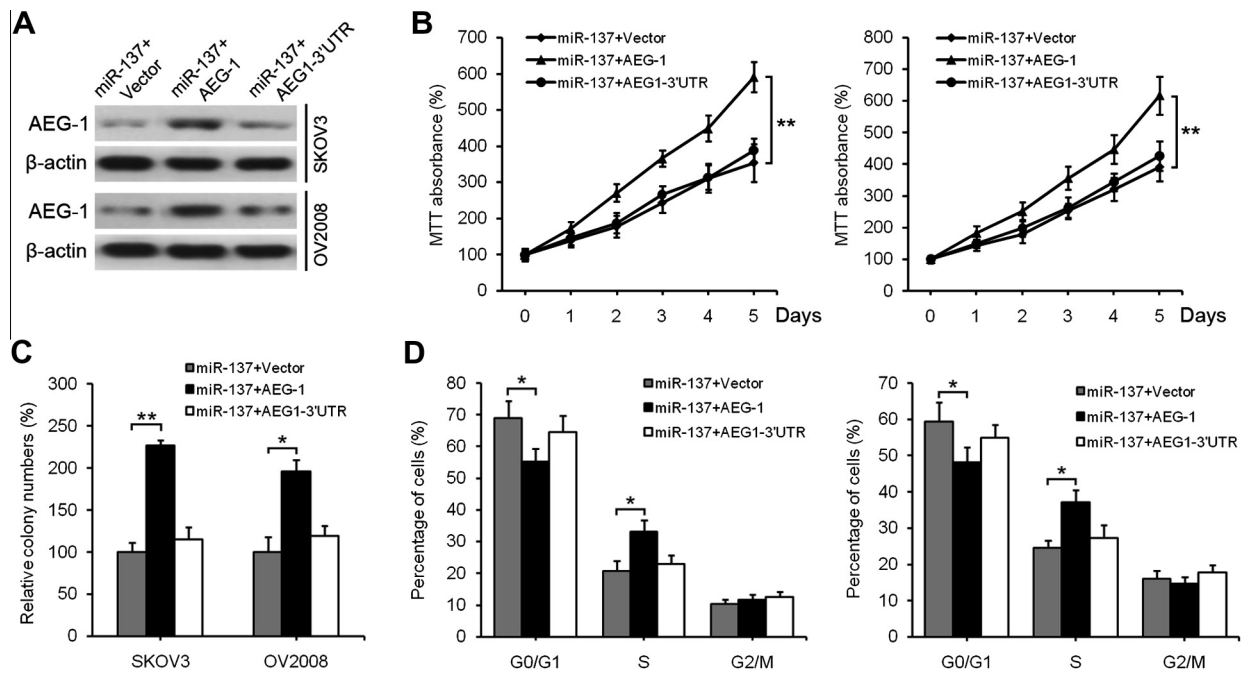 A
miR-137+
Vector
miR-137+
AEG-1
miR-137+
AEG1-3'UTR
AEG-1
β-actin
SKOV3
AEG-1
β-actin
OV2008
B
MTT absorbance (%)
700
600
500
400
300
200
100
0
miR-137+Vector
miR-137+AEG-1
miR-137+AEG1-3'UTR
**
0 1 2 3 4 5 Days
MTT absorbance (%)
800
700
600
500
400
300
200
100
0
miR-137+Vector
miR-137+AEG-1
miR-137+AEG1-3'UTR
**
0 1 2 3 4 5 Days
C
Relative colony numbers (%)
300
250
200
150
100
50
0
miR-137+Vector
miR-137+AEG-1
miR-137+AEG1-3'UTR
**
*
SKOV3 OV2008
D
Percentage of cells (%)
80
70
60
50
40
30
20
10
0
miR-137+Vector
miR-137+AEG-1
miR-137+AEG1-3'UTR
*
*
G0/G1 S G2/M
Percentage of cells (%)
70
60
50
40
30
20
10
0
miR-137+Vector
miR-137+AEG-1
miR-137+AEG1-3'UTR
*
*
G0/G1 S G2/M